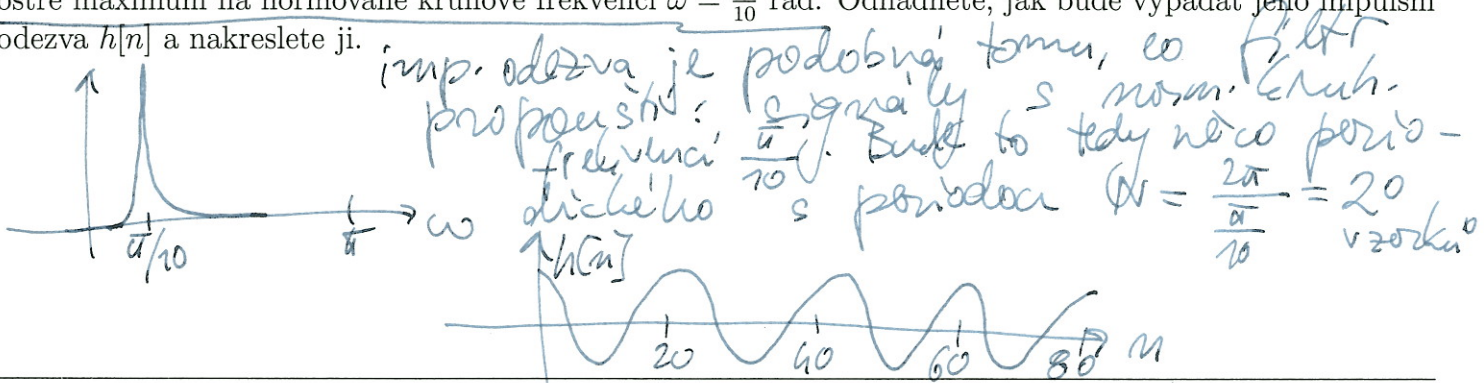 ostré maximum na normované kruhové frekvenci ω = π/10 rad. Odhadněte, jak bude vypadat jeho impulsní
odezva h[n] a nakreslete ji.
imp. odezva je podobná tomu, co filtr
propouští: signály s norm. kruh.
frekvencí π/10. Bude to tedy něco perio-
dického s periodou N = 2π / (π/10) = 20
vzorků
π/10 π ω
h[n]
20 40 60 80 n